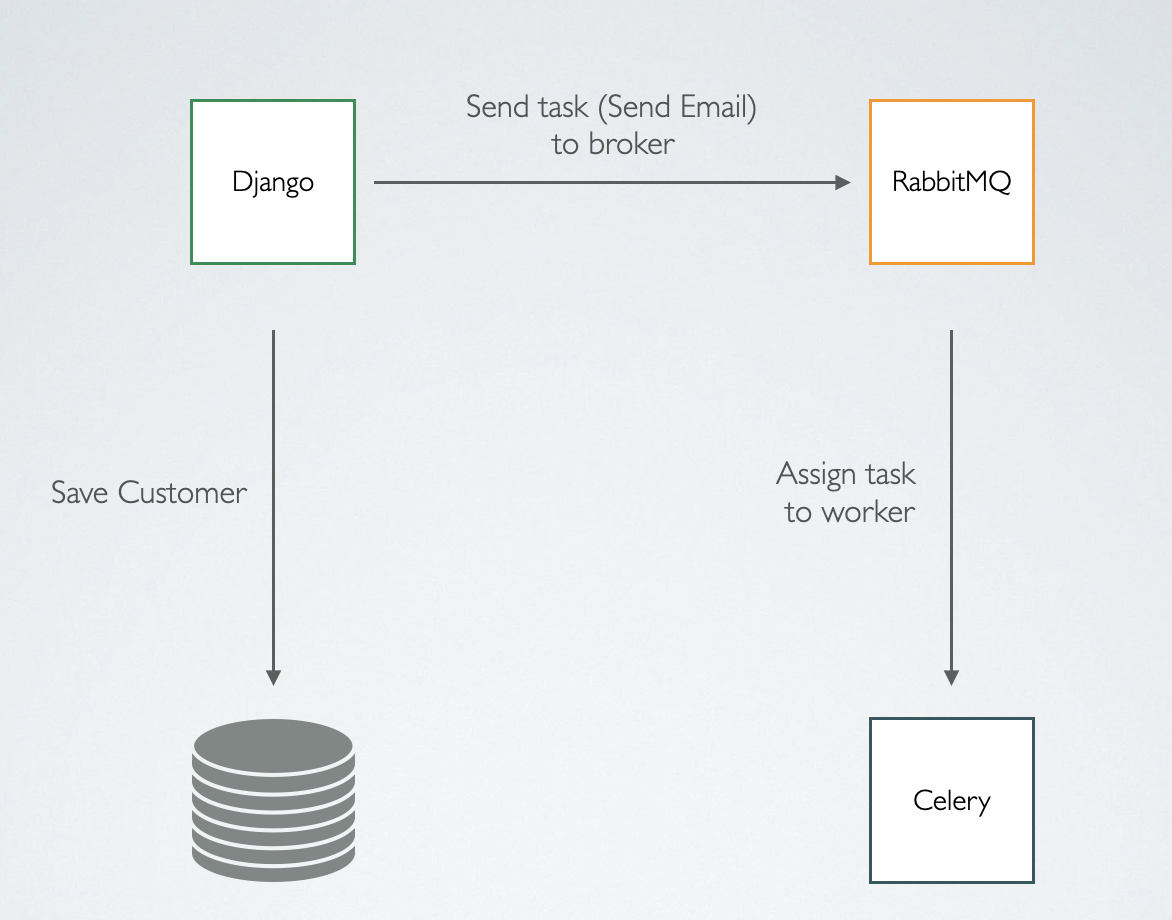 Send task (Send Email)
to broker
Django
RabbitMQ
Save Customer
Assign task
to worker
Celery